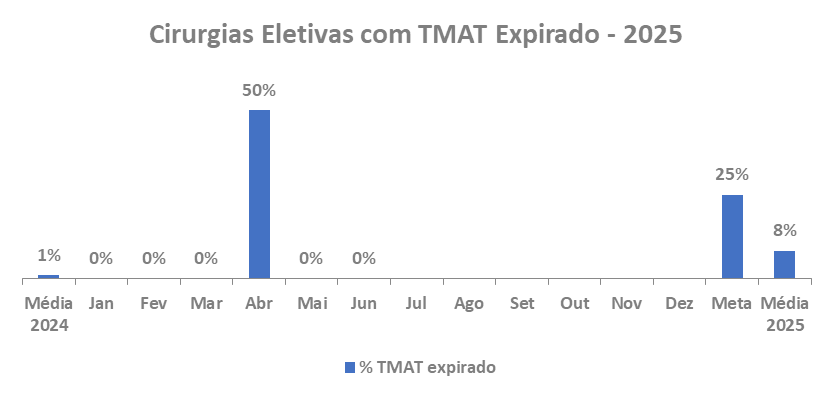 Cirurgias Eletivas com TMAT Expirado - 2025
50%
25%
8%
1%
0%
0%
0%
0%
0%
Média 2024
Jan
Fev
Mar
Abr
Mai
Jun
Jul
Ago
Set
Out
Nov
Dez
Meta
Média 2025
% TMAT expirado